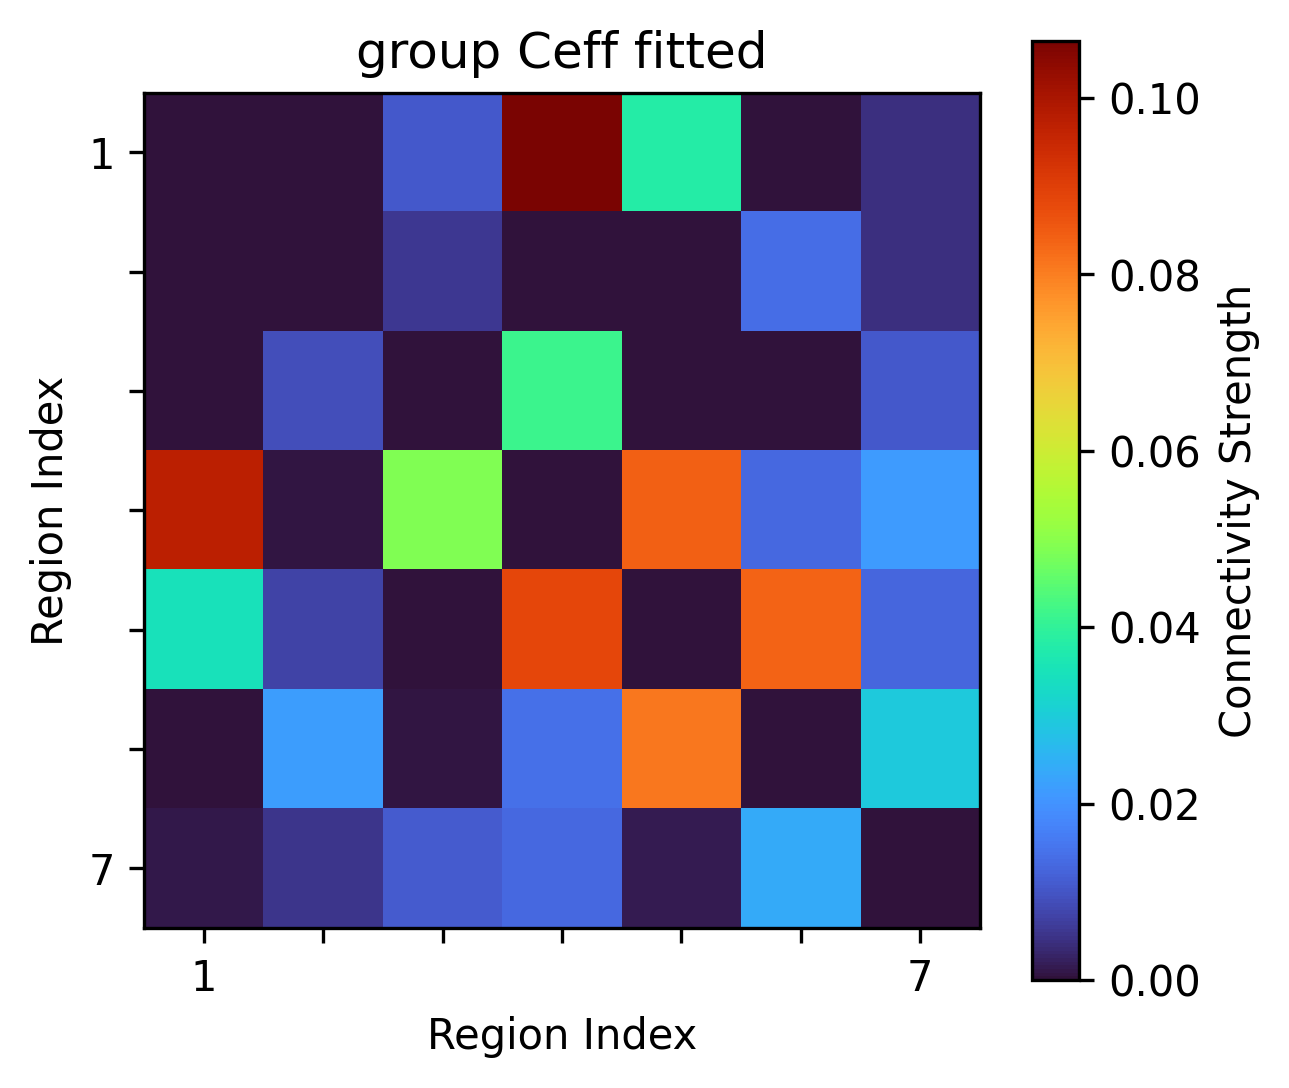 group Ceff fitted
1
7
Region Index
1
7
Region Index
0.10
0.08
0.06
0.04
0.02
0.00
Connectivity Strength